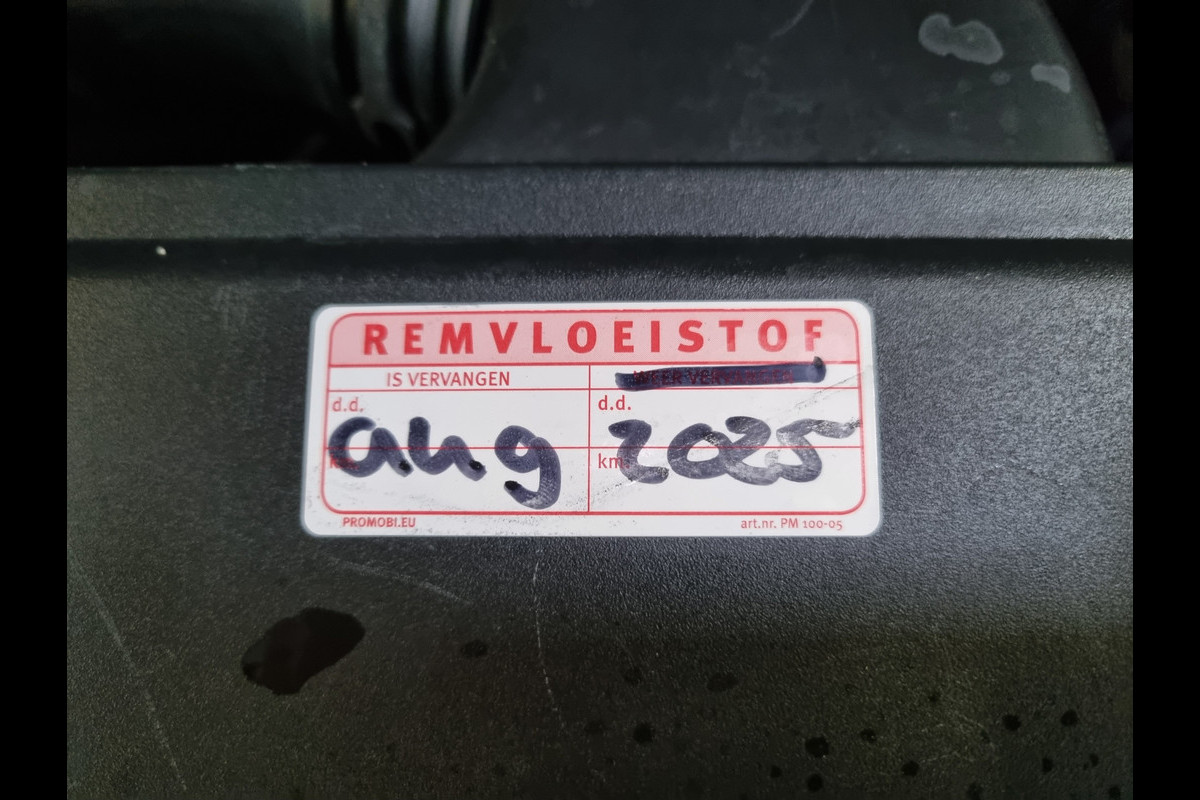 REMVLOEISTOF
IS VERVANGEN
d.d. d.d.
aug 2025
km
PROMOBI.EU art.nr. PM 100-05